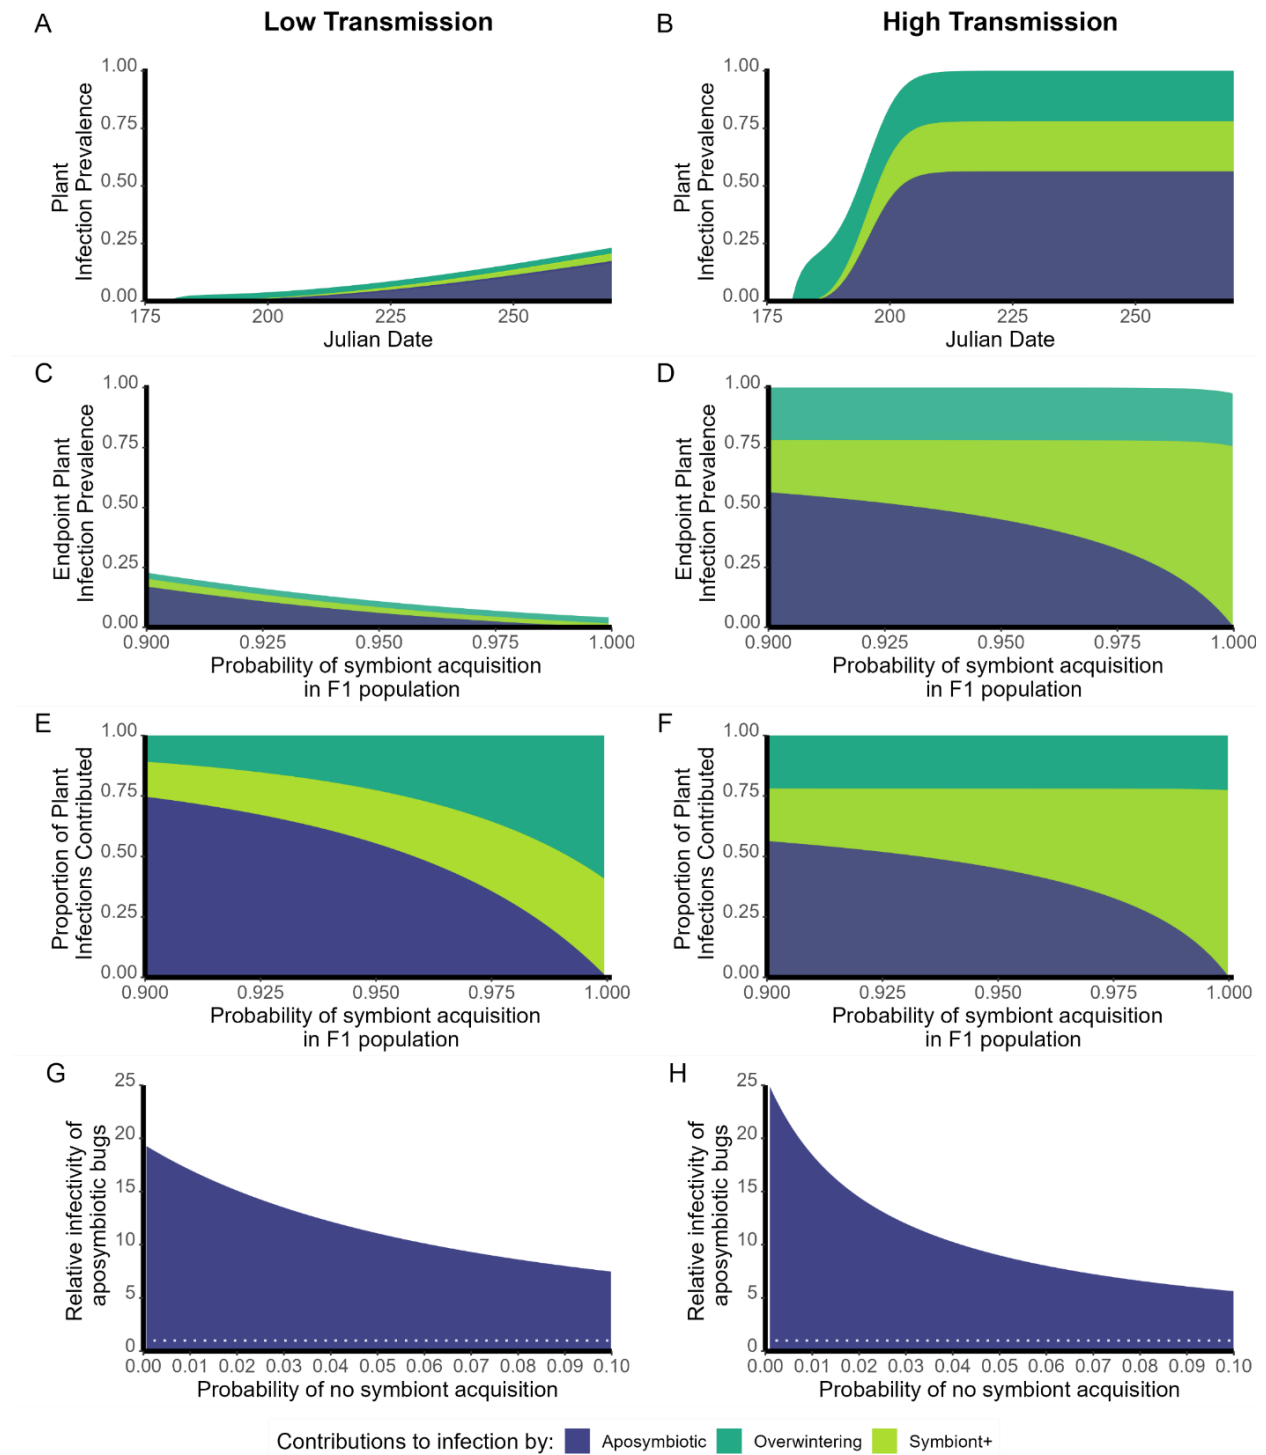 A
Low Transmission
B
High Transmission
Plant
Infection Prevalence
1.00
0.75
0.50
0.25
0.00
175
200
225
250
Julian Date
Plant
Infection Prevalence
1.00
0.75
0.50
0.25
0.00
175
200
225
250
Julian Date
C
Endpoint Plant
Infection Prevalence
1.00
0.75
0.50
0.25
0.00
0.900
0.925
0.950
0.975
1.000
Probability of symbiont acquisition
in F1 population
D
Endpoint Plant
Infection Prevalence
1.00
0.75
0.50
0.25
0.00
0.900
0.925
0.950
0.975
1.000
Probability of symbiont acquisition
in F1 population
E
Proportion of Plant
Infections Contributed
1.00
0.75
0.50
0.25
0.00
0.900
0.925
0.950
0.975
1.000
Probability of symbiont acquisition
in F1 population
F
Proportion of Plant
Infections Contributed
1.00
0.75
0.50
0.25
0.00
0.900
0.925
0.950
0.975
1.000
Probability of symbiont acquisition
in F1 population
G
Relative infectivity of
aposymbiotic bugs
25
20
15
10
5
0
0.00 0.01 0.02 0.03 0.04 0.05 0.06 0.07 0.08 0.09 0.10
Probability of no symbiont acquisition
H
Relative infectivity of
aposymbiotic bugs
25
20
15
10
5
0
0.00 0.01 0.02 0.03 0.04 0.05 0.06 0.07 0.08 0.09 0.10
Probability of no symbiont acquisition
Contributions to infection by: Aposymbiotic Overwintering Symbiont+